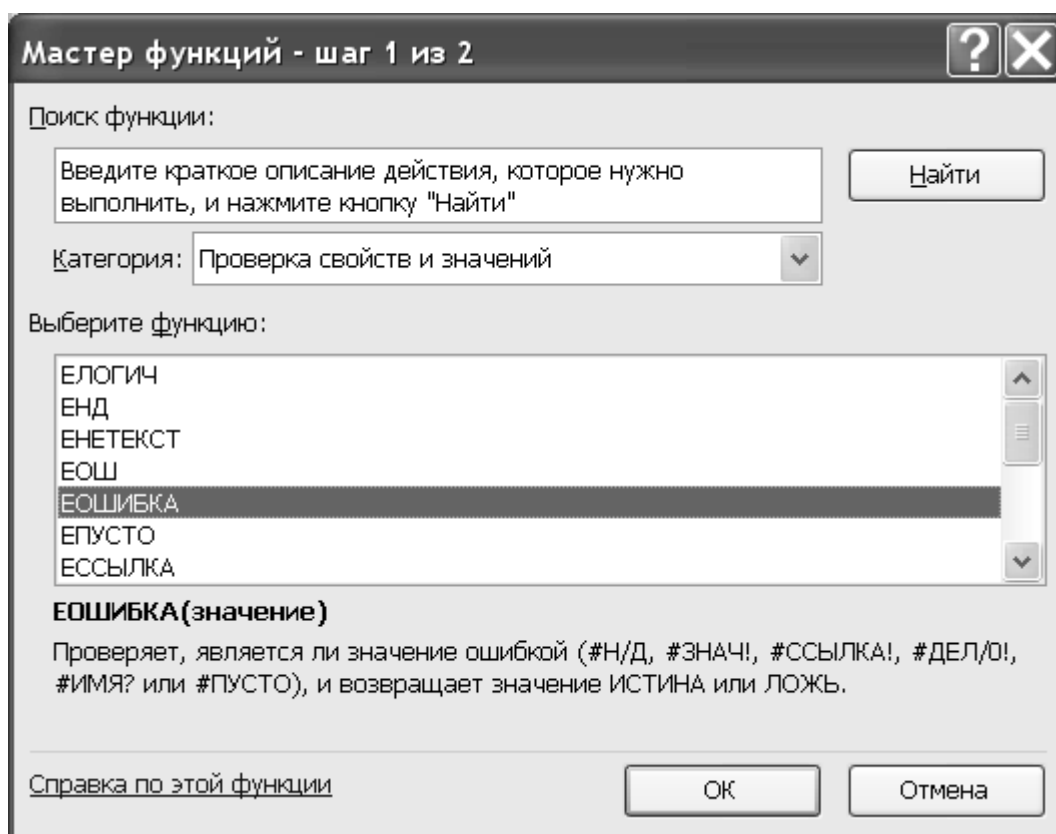 Мастер функций - шаг 1 из 2
Поиск функции:
Введите краткое описание действия, которое нужно
выполнить, и нажмите кнопку "Найти"
Найти
Категория: Проверка свойств и значений
Выберите функцию:
ЕЛОГИЧ
ЕНД
ЕНЕТЕКСТ
ЕОШ
ЕОШИБКА
ЕПУСТО
ЕССЫЛКА
ЕОШИБКА(значение)
Проверяет, является ли значение ошибкой (#Н/Д, #ЗНАЧ!, #ССЫЛКА!, #ДЕЛ/0!,
#ИМЯ? или #ПУСТО), и возвращает значение ИСТИНА или ЛОЖЬ.
Справка по этой функции
ОК
Отмена